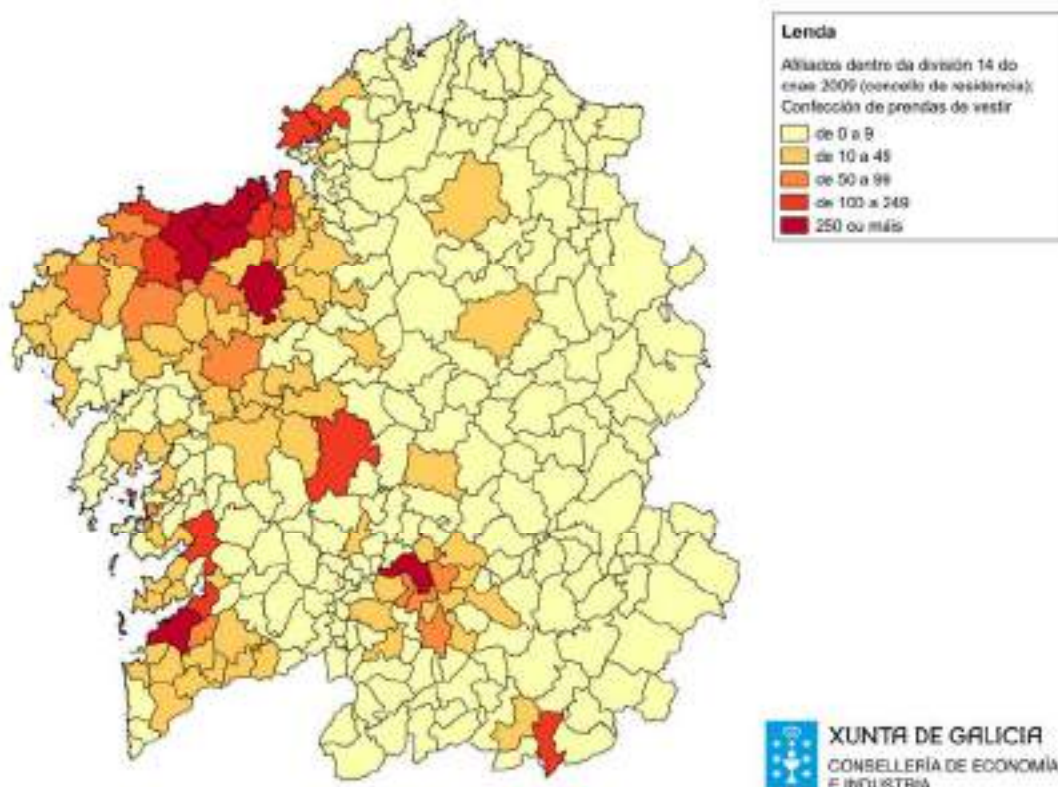 Lenda
Afiliados dentro da división 14 do
cnae 2009 (concello de residencia):
Confección de prendas de vestir
de 0 a 9
de 10 a 49
de 50 a 99
de 100 a 249
250 ou máis
XUNTA DE GALICIA
CONSELLERÍA DE ECONOMÍA
E INDUSTRIA